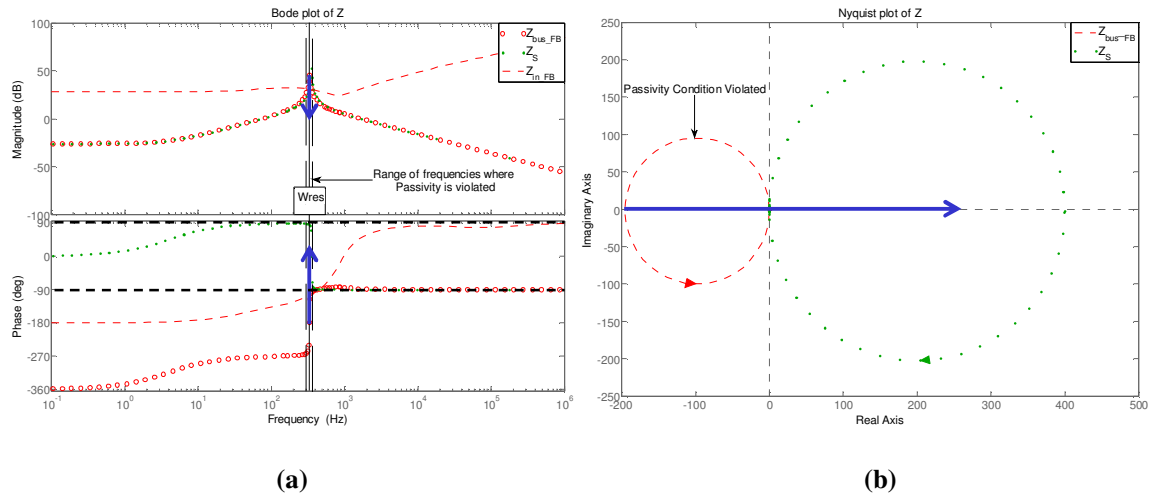 Bode plot of Z
Magnitude (dB)
100
50
0
-50
-100
Z_bus_FB
Z_S
Z_in_FB
Range of frequencies where
Passivity is violated
Wres
Phase (deg)
90
0
-90
-180
-270
-360
10^-1 10^0 10^1 10^2 10^3 10^4 10^5 10^6
Frequency (Hz)
(a)
Nyquist plot of Z
Imaginary Axis
250
200
150
100
50
0
-50
-100
-150
-200
-250
Z_bus-FB
Z_S
Passivity Condition Violated
-200 -100 0 100 200 300 400 500
Real Axis
(b)